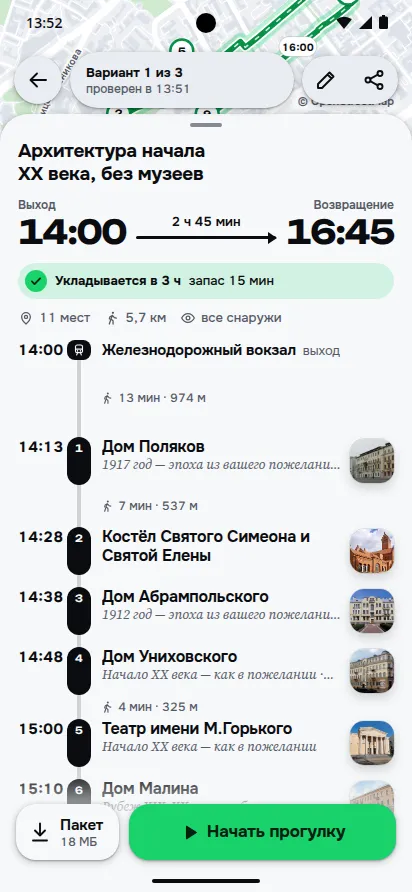 13:52
16:00
Вариант 1 из 3
проверен в 13:51
Архитектура начала
XX века, без музеев
Выход
Возвращение
14:00
2 ч 45 мин
16:45
Укладывается в 3 ч запас 15 мин
11 мест
5,7 км
все снаружи
14:00 Железнодорожный вокзал выход
13 мин · 974 м
14:13 1 Дом Поляков
1917 год — эпоха из вашего пожелани...
7 мин · 537 м
14:28 2 Костёл Святого Симеона и
Святой Елены
14:38 3 Дом Абрампольского
1912 год — эпоха из вашего пожелани...
14:48 4 Дом Униховского
Начало XX века — как в пожелании ·...
4 мин · 325 м
15:00 5 Театр имени М.Горького
Начало XX века — как в пожелании
15:10 6 Дом Малина
Пакет
18 МБ
Начать прогулку